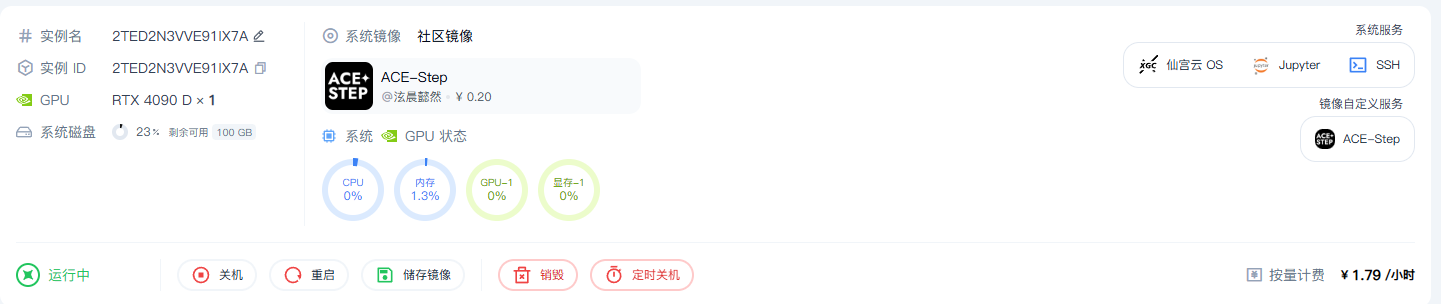 实例名 2TED2N3VVE91IX7A
实例 ID 2TED2N3VVE91IX7A
GPU RTX 4090 D × 1
系统磁盘 23% 剩余可用 100 GB
系统镜像 社区镜像
ACE✦
STEP
ACE-Step
@泫晨懿然 ¥ 0.20
系统 GPU 状态
CPU
0%
内存
1.3%
GPU-1
0%
显存-1
0%
系统服务
XGC 仙宫云 OS Jupyter SSH
镜像自定义服务
ACE✦
STEP
ACE-Step
运行中 关机 重启 储存镜像 销毁 定时关机 按量计费 ¥ 1.79 /小时